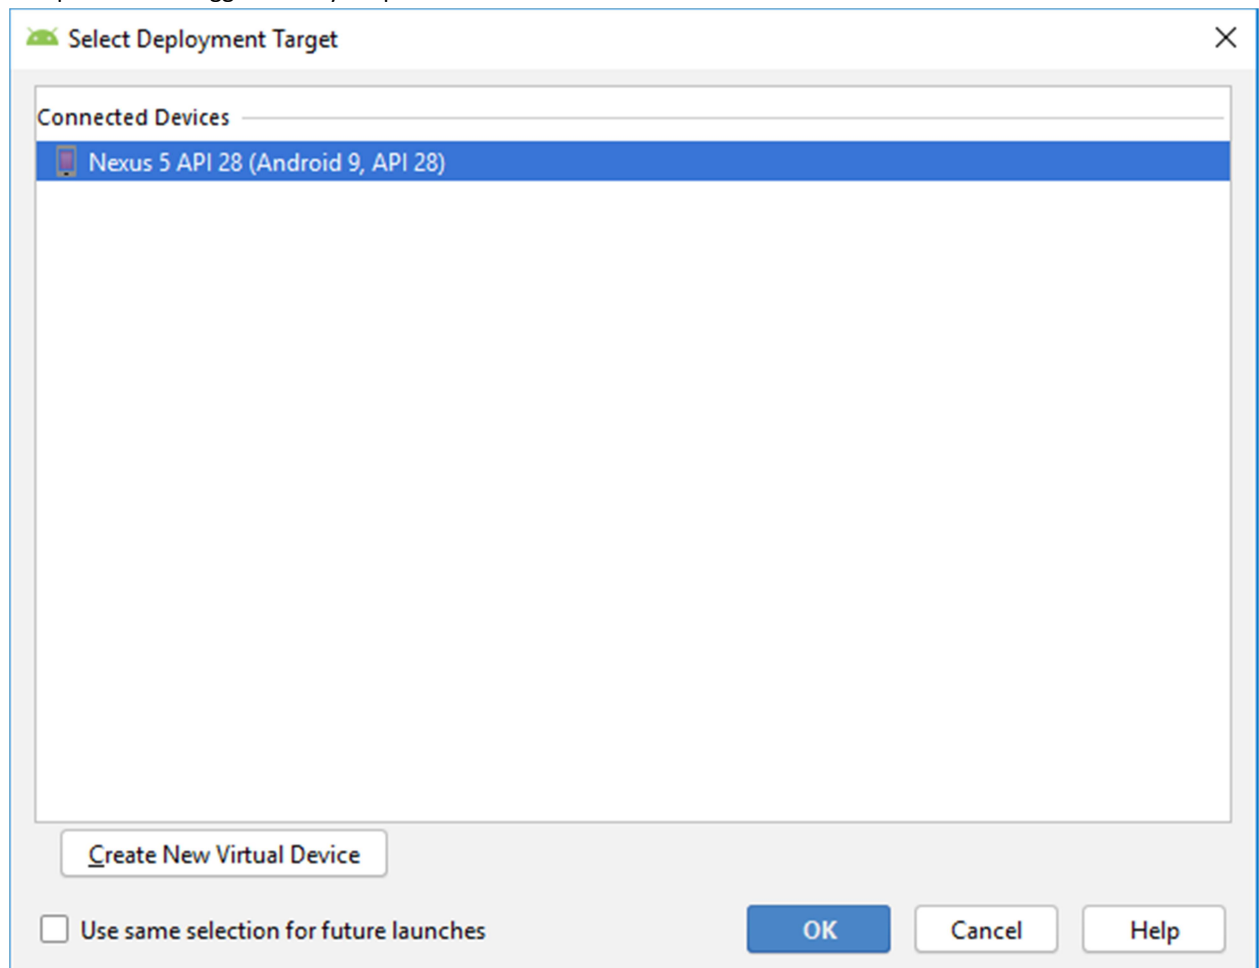 Select Deployment Target
Connected Devices
Nexus 5 API 28 (Android 9, API 28)
Create New Virtual Device
Use same selection for future launches
OK Cancel Help